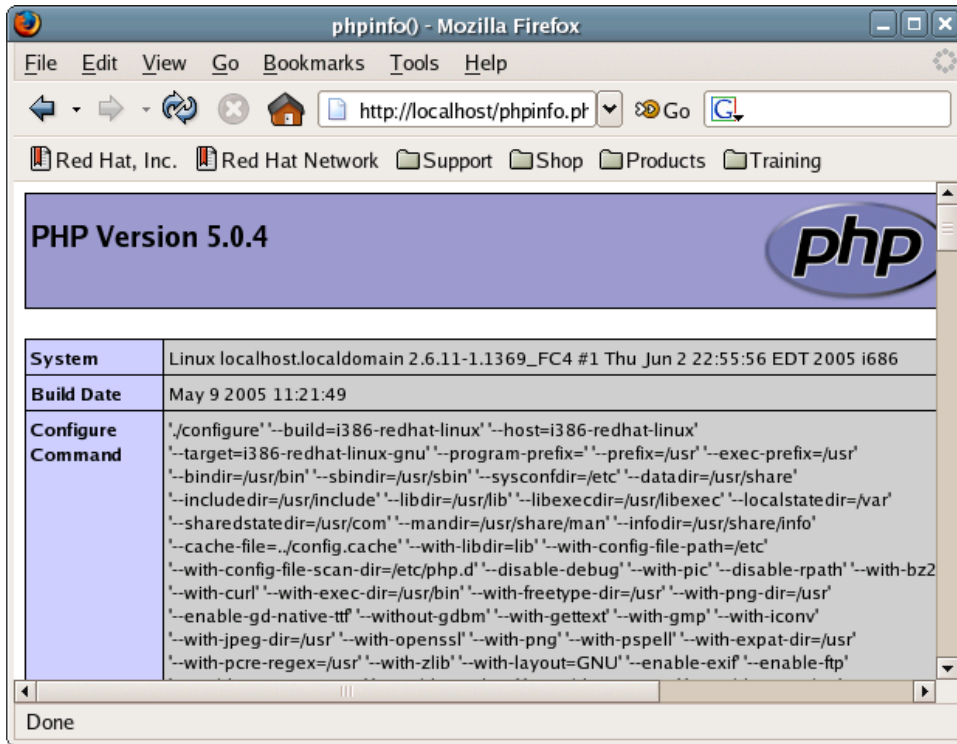 phpinfo() - Mozilla Firefox
File Edit View Go Bookmarks Tools Help
http://localhost/phpinfo.ph Go G
Red Hat, Inc. Red Hat Network Support Shop Products Training
PHP Version 5.0.4
php
System Linux localhost.localdomain 2.6.11-1.1369_FC4 #1 Thu Jun 2 22:55:56 EDT 2005 i686
Build Date May 9 2005 11:21:49
Configure './configure' '--build=i386-redhat-linux' '--host=i386-redhat-linux'
Command '--target=i386-redhat-linux-gnu' '--program-prefix=' '--prefix=/usr' '--exec-prefix=/usr'
'--bindir=/usr/bin' '--sbindir=/usr/sbin' '--sysconfdir=/etc' '--datadir=/usr/share'
'--includedir=/usr/include' '--libdir=/usr/lib' '--libexecdir=/usr/libexec' '--localstatedir=/var'
'--sharedstatedir=/usr/com' '--mandir=/usr/share/man' '--infodir=/usr/share/info'
'--cache-file=../config.cache' '--with-libdir=lib' '--with-config-file-path=/etc'
'--with-config-file-scan-dir=/etc/php.d' '--disable-debug' '--with-pic' '--disable-rpath' '--with-bz2
'--with-curl' '--with-exec-dir=/usr/bin' '--with-freetype-dir=/usr' '--with-png-dir=/usr'
'--enable-gd-native-ttf' '--without-gdbm' '--with-gettext' '--with-gmp' '--with-iconv'
'--with-jpeg-dir=/usr' '--with-openssl' '--with-png' '--with-pspell' '--with-expat-dir=/usr'
'--with-pcre-regex=/usr' '--with-zlib' '--with-layout=GNU' '--enable-exif' '--enable-ftp'
Done